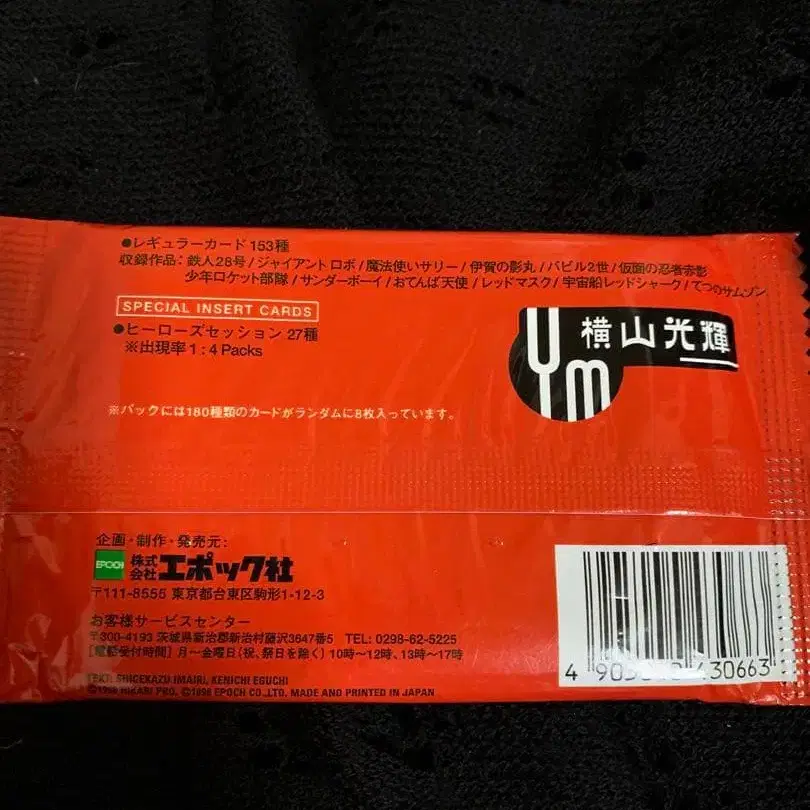 ●レギュラーカード153種
収録作品：鉄人28号/ジャイアントロボ/魔法使いサリー/伊賀の影丸/バビル2世/仮面の忍者赤影
少年ロケット部隊/サンダーボーイ/おてんば天使/レッドマスク/宇宙船レッドシャーク/てつのサムソン
SPECIAL INSERT CARDS
●ヒーローズセッション 27種
※出現率1：4 Packs
Ym 横山光輝
※パックには180種類のカードがランダムに8枚入っています。
企画・制作・発売元：
EPOCH 株式会社エポック社
〒111-8555 東京都台東区駒形1-12-3
お客様サービスセンター
〒300-4193 茨城県新治郡新治村藤沢3647番5 TEL: 0298-62-5225
[電話受付時間] 月〜金曜日(祝、祭日を除く) 10時〜12時、13時〜17時
TEXT: SHIGEKAZU IMAIRI, KENICHI EGUCHI
©1998 HIKARI PRO. ©1998 EPOCH CO.,LTD. MADE AND PRINTED IN JAPAN
4 430663